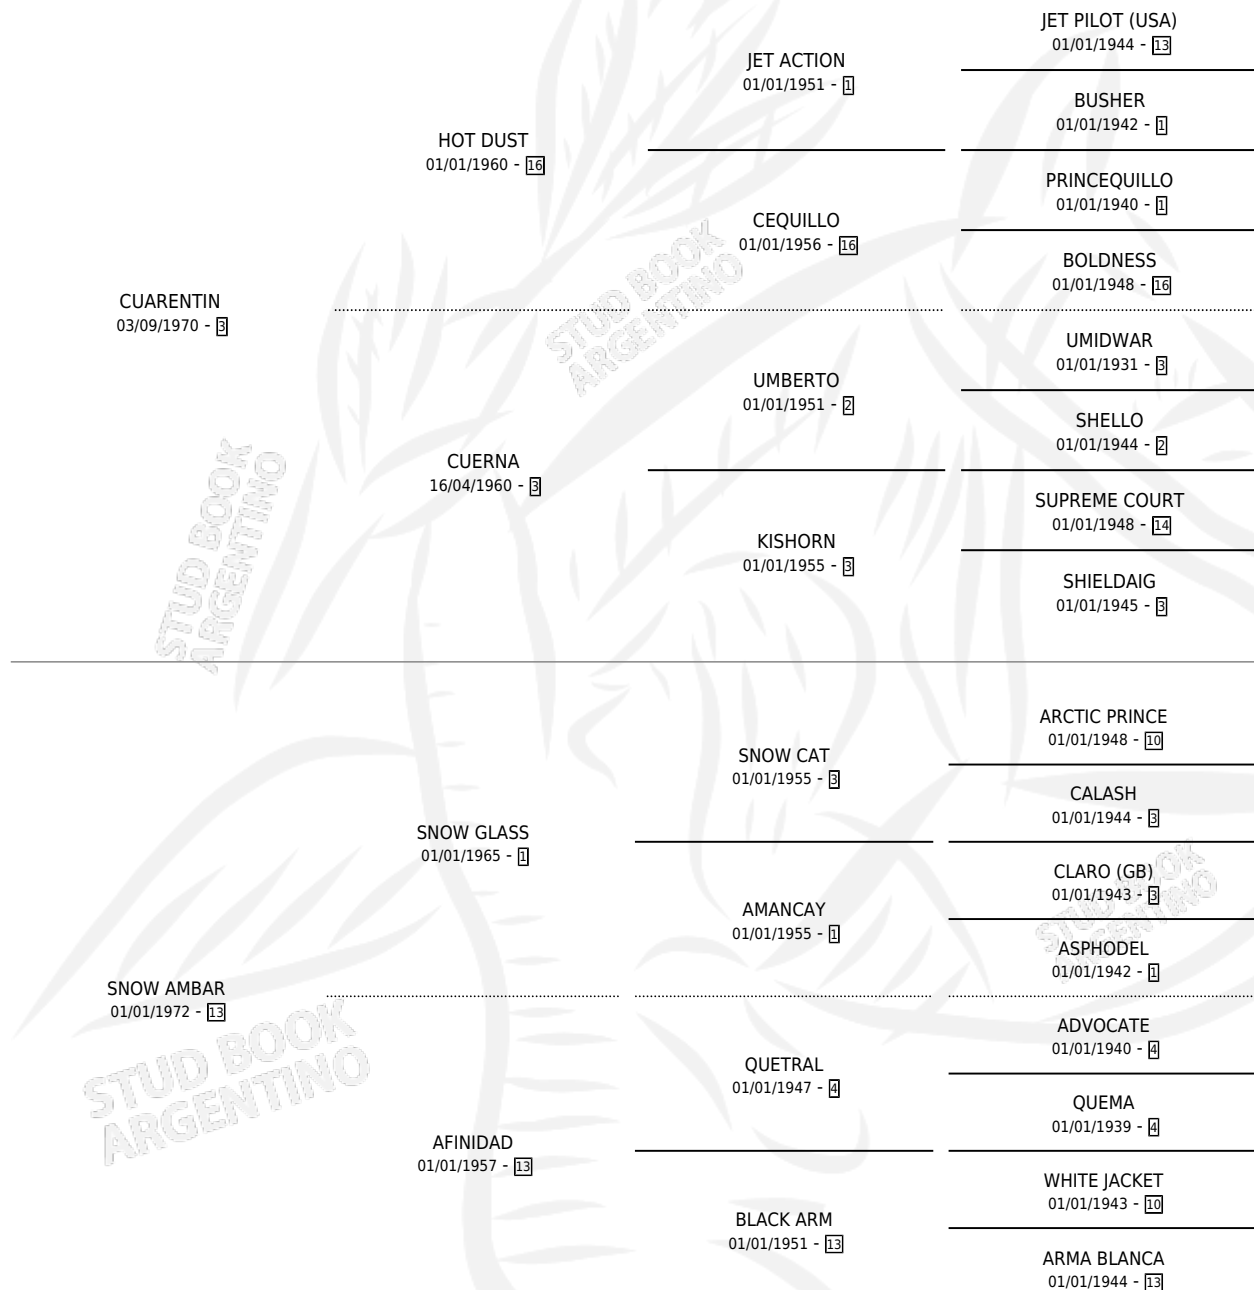 JET PILOT (USA)
01/01/1944 - 13
JET ACTION
01/01/1951 - 1
BUSHER
01/01/1942 - 1
HOT DUST
01/01/1960 - 16
PRINCEQUILLO
01/01/1940 - 1
CEQUILLO
01/01/1956 - 16
BOLDNESS
01/01/1948 - 16
CUARENTIN
03/09/1970 - 3
UMIDWAR
01/01/1931 - 3
UMBERTO
01/01/1951 - 2
SHELLO
01/01/1944 - 2
CUERNA
16/04/1960 - 3
SUPREME COURT
01/01/1948 - 14
KISHORN
01/01/1955 - 3
SHIELDAIG
01/01/1945 - 3
ARCTIC PRINCE
01/01/1948 - 10
SNOW CAT
01/01/1955 - 3
CALASH
01/01/1944 - 3
SNOW GLASS
01/01/1965 - 1
CLARO (GB)
01/01/1943 - 3
AMANCAY
01/01/1955 - 1
ASPHODEL
01/01/1942 - 1
SNOW AMBAR
01/01/1972 - 13
ADVOCATE
01/01/1940 - 4
QUETRAL
01/01/1947 - 4
QUEMA
01/01/1939 - 4
AFINIDAD
01/01/1957 - 13
WHITE JACKET
01/01/1943 - 10
BLACK ARM
01/01/1951 - 13
ARMA BLANCA
01/01/1944 - 13
STUD BOOK
ARGENTINO
STUD BOOK
ARGENTINO
STUD BOOK
ARGENTINO
STUD BOOK
ARGENTINO